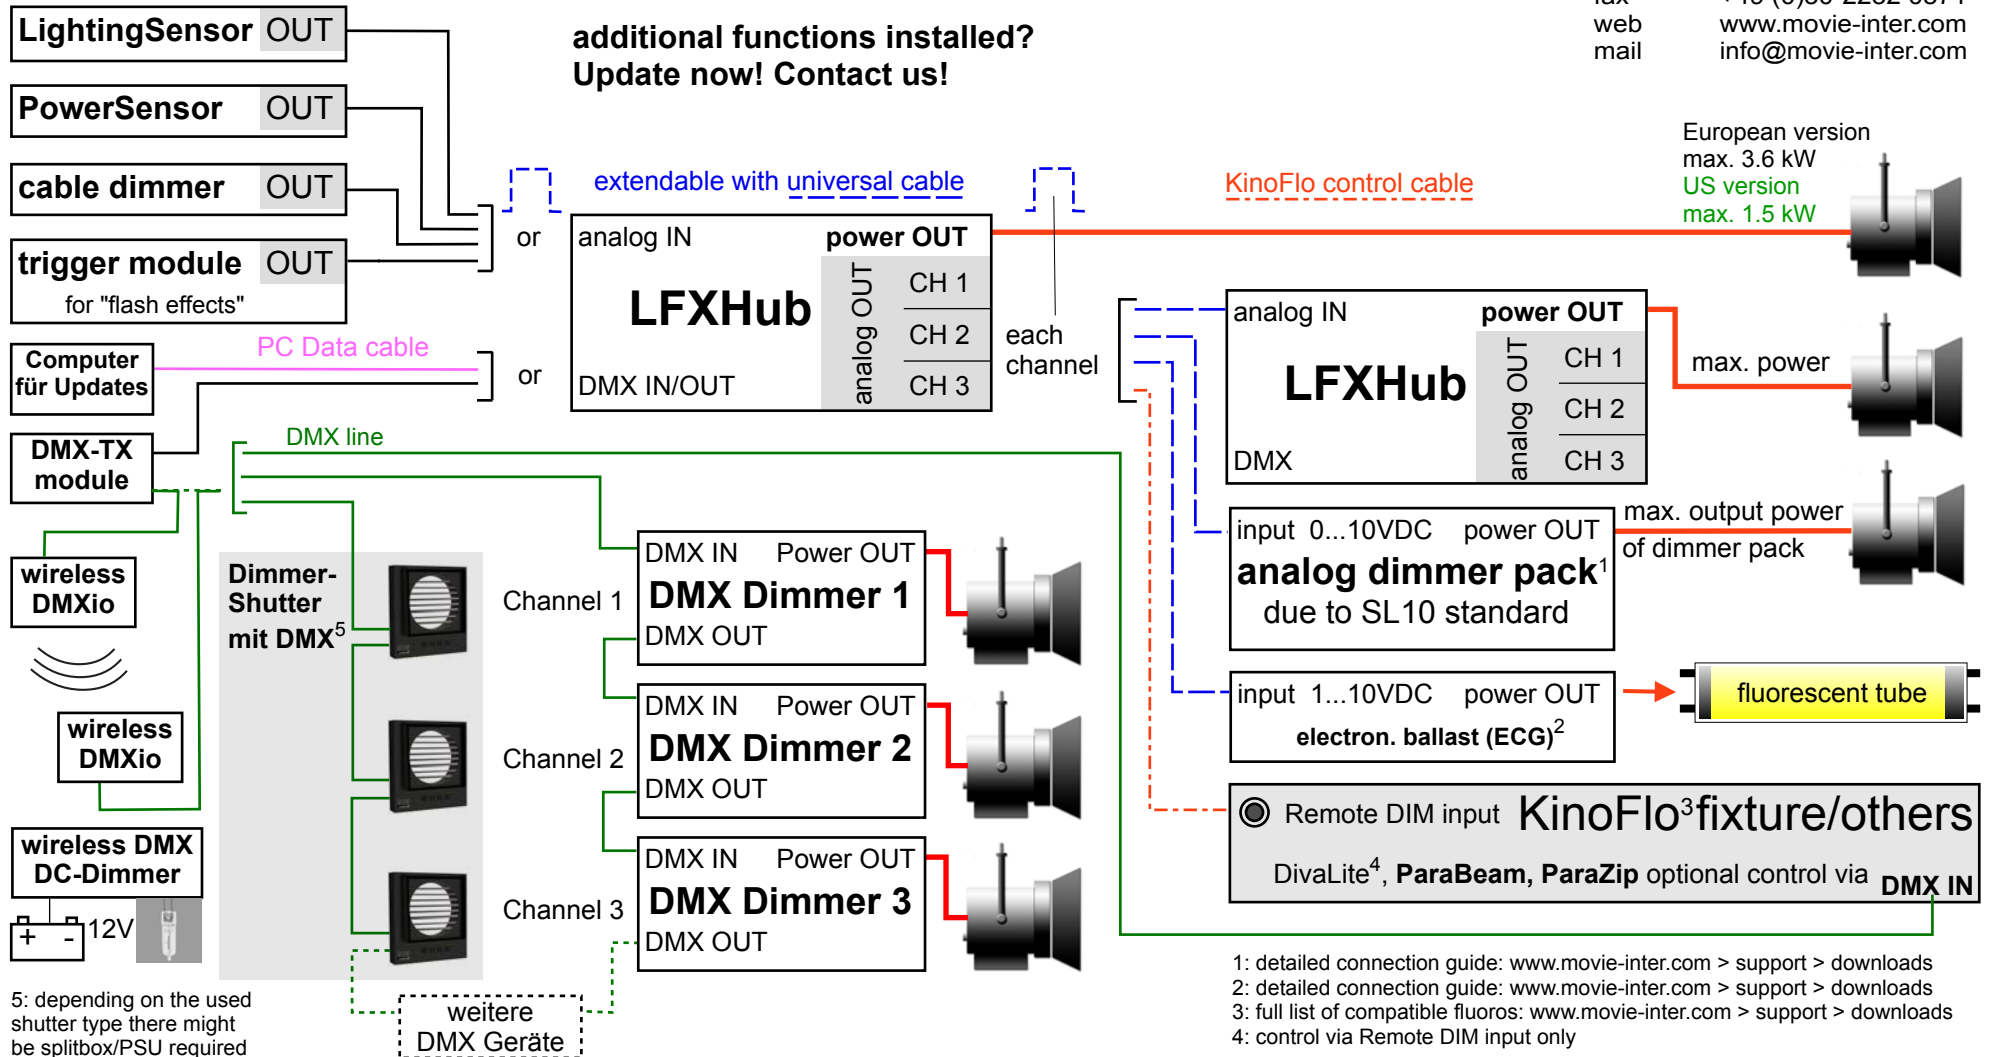 fax
web www.movie-inter.com
mail info@movie-inter.com
additional functions installed?
Update now! Contact us!
LightingSensor OUT
PowerSensor OUT
cable dimmer OUT
trigger module OUT
for "flash effects"
Computer
für Updates
PC Data cable
DMX-TX
module
or
or
extendable with universal cable
analog IN power OUT
LFXHub
analog OUT
CH 1
CH 2
CH 3
DMX IN/OUT
each
channel
KinoFlo control cable
European version
max. 3.6 kW
US version
max. 1.5 kW
analog IN power OUT
LFXHub
analog OUT
CH 1
CH 2
CH 3
DMX
max. power
input 0...10VDC power OUT
analog dimmer pack1
due to SL10 standard
max. output power
of dimmer pack
input 1...10VDC power OUT
electron. ballast (ECG)2
fluorescent tube
Remote DIM input KinoFlo3fixture/others
DivaLite4, ParaBeam, ParaZip optional control via DMX IN
DMX line
wireless
DMXio
wireless
DMXio
wireless DMX
DC-Dimmer
+ - 12V
Dimmer-
Shutter
mit DMX5
Channel 1
DMX IN Power OUT
DMX Dimmer 1
DMX OUT
Channel 2
DMX IN Power OUT
DMX Dimmer 2
DMX OUT
Channel 3
DMX IN Power OUT
DMX Dimmer 3
DMX OUT
weitere
DMX Geräte
5: depending on the used
shutter type there might
be splitbox/PSU required
1: detailed connection guide: www.movie-inter.com > support > downloads
2: detailed connection guide: www.movie-inter.com > support > downloads
3: full list of compatible fluoros: www.movie-inter.com > support > downloads
4: control via Remote DIM input only